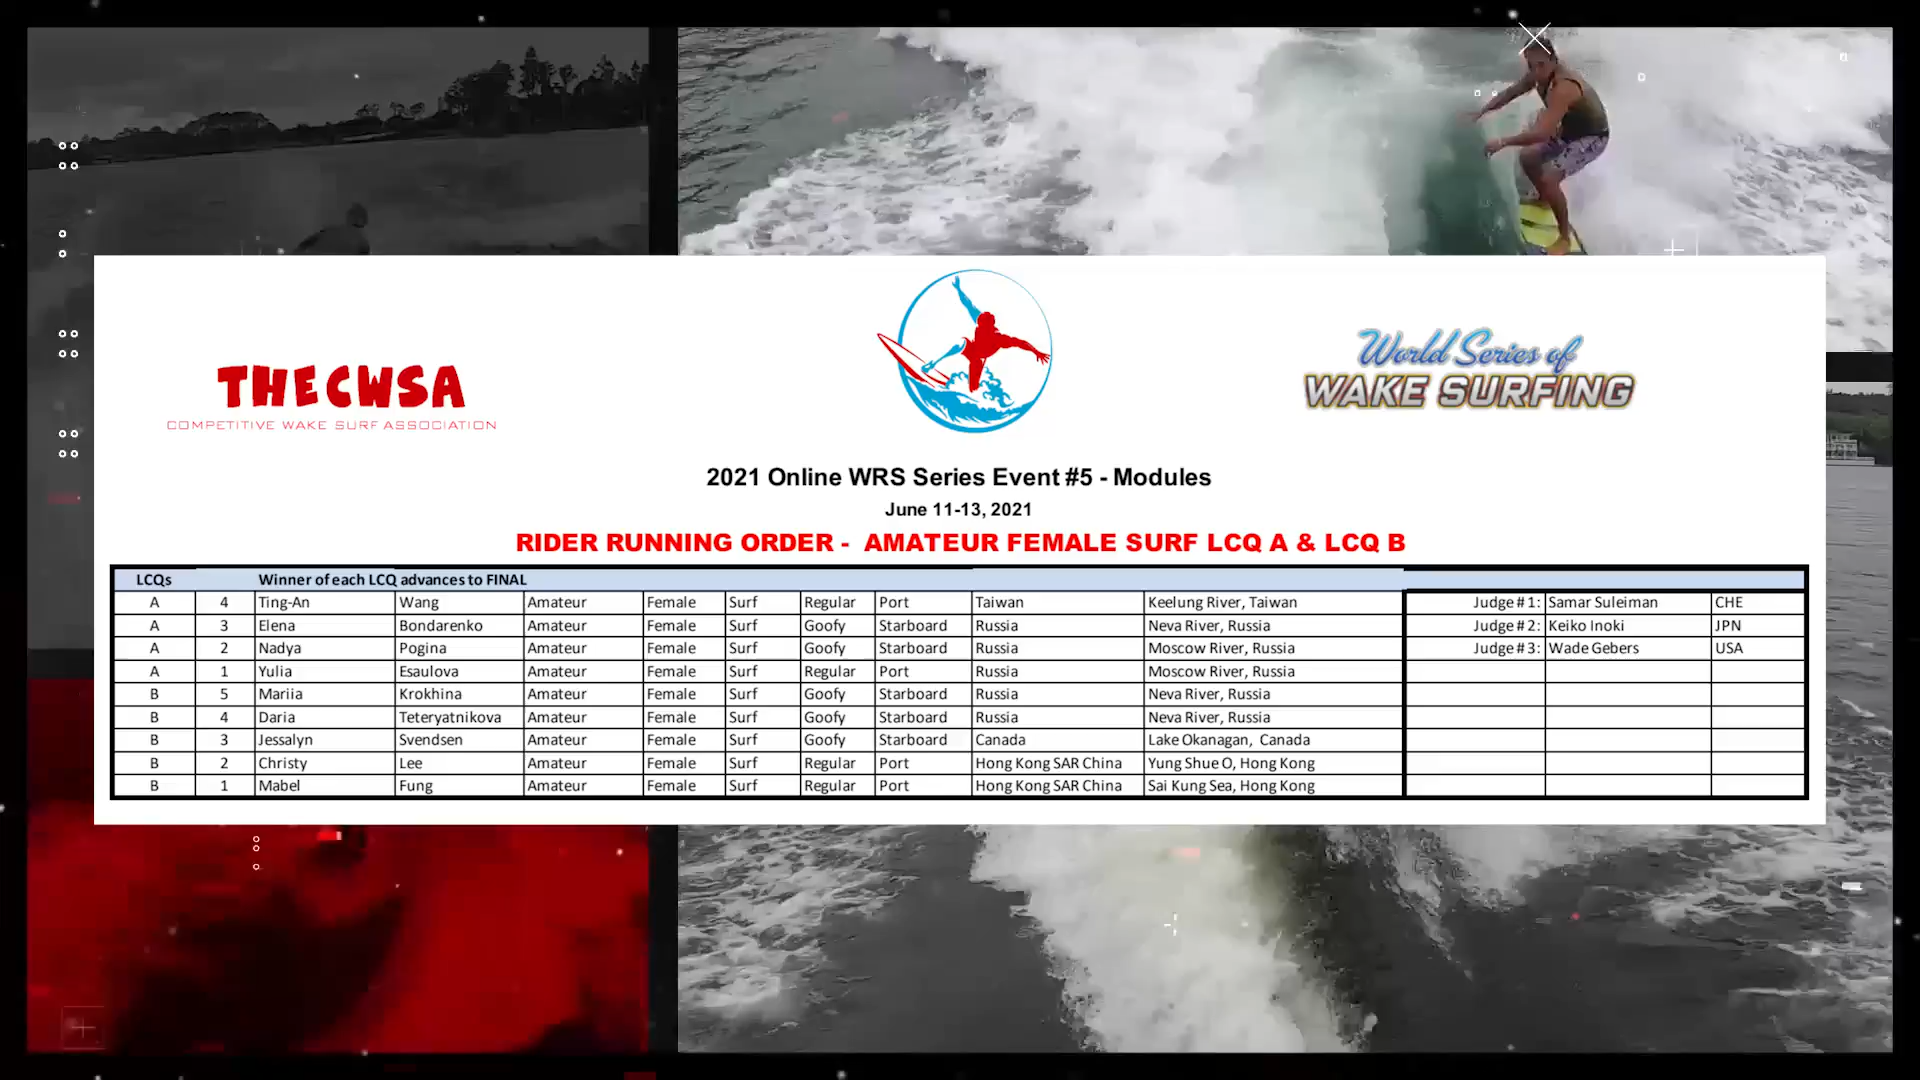 THECWSA
COMPETITIVE WAKE SURF ASSOCIATION
World Series of
WAKE SURFING
2021 Online WRS Series Event #5 - Modules
June 11-13, 2021
RIDER RUNNING ORDER - AMATEUR FEMALE SURF LCQ A & LCQ B
LCQs Winner of each LCQ advances to FINAL
A 4 Ting-An Wang Amateur Female Surf Regular Port Taiwan Keelung River, Taiwan Judge # 1: Samar Suleiman CHE
A 3 Elena Bondarenko Amateur Female Surf Goofy Starboard Russia Neva River, Russia Judge # 2: Keiko Inoki JPN
A 2 Nadya Pogina Amateur Female Surf Goofy Starboard Russia Moscow River, Russia Judge # 3: Wade Gebers USA
A 1 Yulia Esaulova Amateur Female Surf Regular Port Russia Moscow River, Russia
B 5 Mariia Krokhina Amateur Female Surf Goofy Starboard Russia Neva River, Russia
B 4 Daria Teteryatnikova Amateur Female Surf Goofy Starboard Russia Neva River, Russia
B 3 Jessalyn Svendsen Amateur Female Surf Goofy Starboard Canada Lake Okanagan, Canada
B 2 Christy Lee Amateur Female Surf Regular Port Hong Kong SAR China Yung Shue O, Hong Kong
B 1 Mabel Fung Amateur Female Surf Regular Port Hong Kong SAR China Sai Kung Sea, Hong Kong